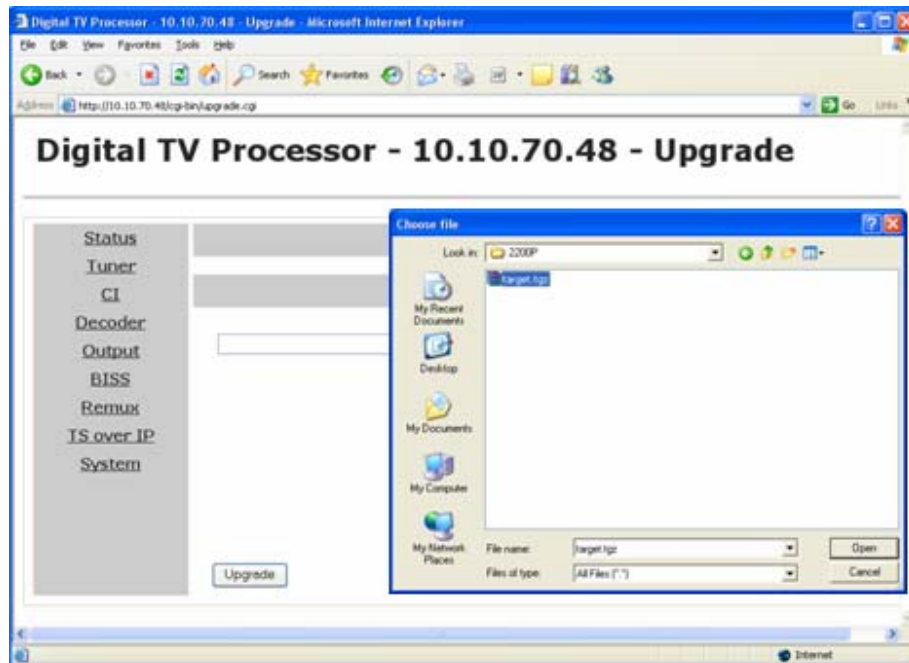 Digital TV Processor - 10.10.70.48 - Upgrade - Microsoft Internet Explorer
File Edit View Favorites Tools Help
Back Search Favorites
Address http://10.10.70.48/cgi-bin/upgrade.cgi Go Links
Digital TV Processor - 10.10.70.48 - Upgrade
Status
Tuner
CI
Decoder
Output
BISS
Remux
TS over IP
System
Upgrade
Choose file
Look in: 2200P
target.tgz
My Recent
Documents
Desktop
My Documents
My Computer
My Network
Places
File name: target.tgz Open
Files of type: All Files (*.*) Cancel
Internet